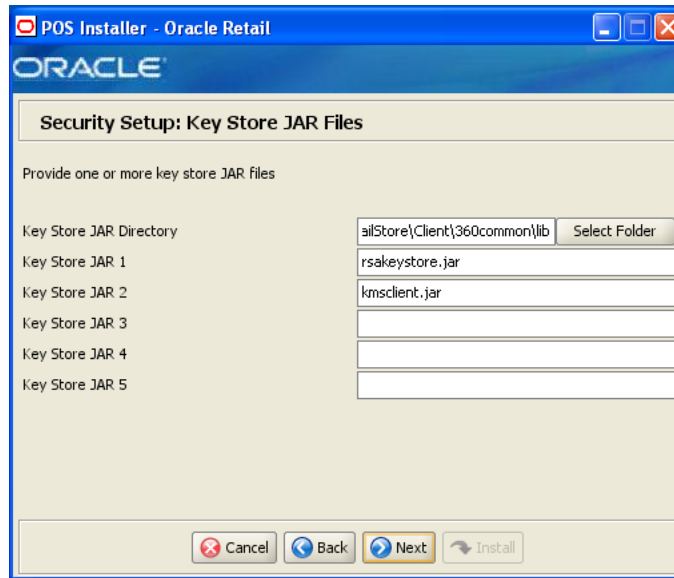 POS Installer - Oracle Retail
ORACLE
Security Setup: Key Store JAR Files
Provide one or more key store JAR files
Key Store JAR Directory ailStore\Client\360common\lib Select Folder
Key Store JAR 1 rsakeystore.jar
Key Store JAR 2 kmsclient.jar
Key Store JAR 3
Key Store JAR 4
Key Store JAR 5
Cancel Back Next Install